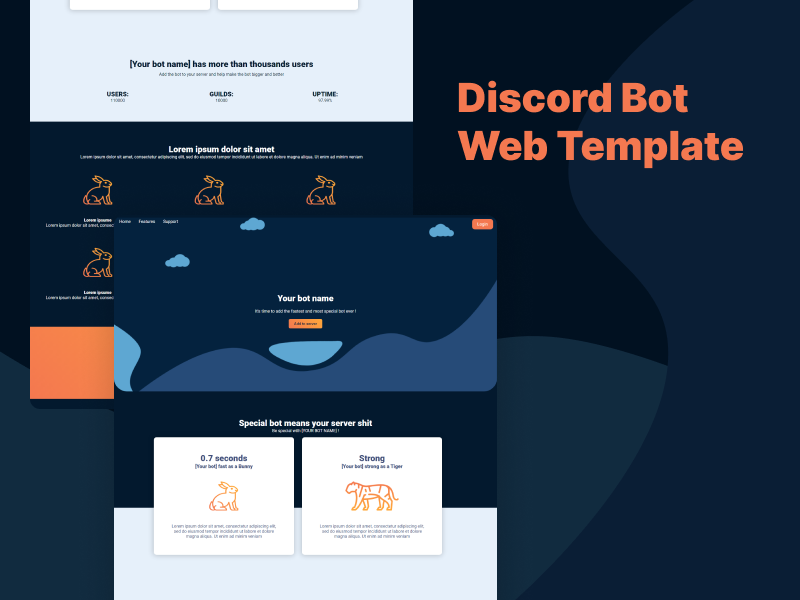 Discord Bot
Web Template
[Your bot name] has more than thousands users
Add the bot to your server and help make the bot bigger and better
USERS: GUILDS: UPTIME:
110000 18000 97.99%
Lorem ipsum dolor sit amet
Lorem ipsum dolor sit amet, consectetur adipiscing elit, sed do eiusmod tempor incididunt ut labore et dolore magna aliqua. Ut enim ad minim veniam
Lorem ipsume
Lorem ipsum dolor sit amet, consec
Lorem ipsume
Lorem ipsum dolor sit amet, consec
Home Features Support Login
Your bot name
It's time to add the fastest and most special bot ever !
Add to server
Special bot means your server shit
Be special with [YOUR BOT NAME] !
0.7 seconds
[Your bot] fast as a Bunny
Lorem ipsum dolor sit amet, consectetur adipiscing elit,
sed do eiusmod tempor incididunt ut labore et dolore
magna aliqua. Ut enim ad minim veniam
Strong
[Your bot] strong as a Tiger
Lorem ipsum dolor sit amet, consectetur adipiscing elit,
sed do eiusmod tempor incididunt ut labore et dolore
magna aliqua. Ut enim ad minim veniam